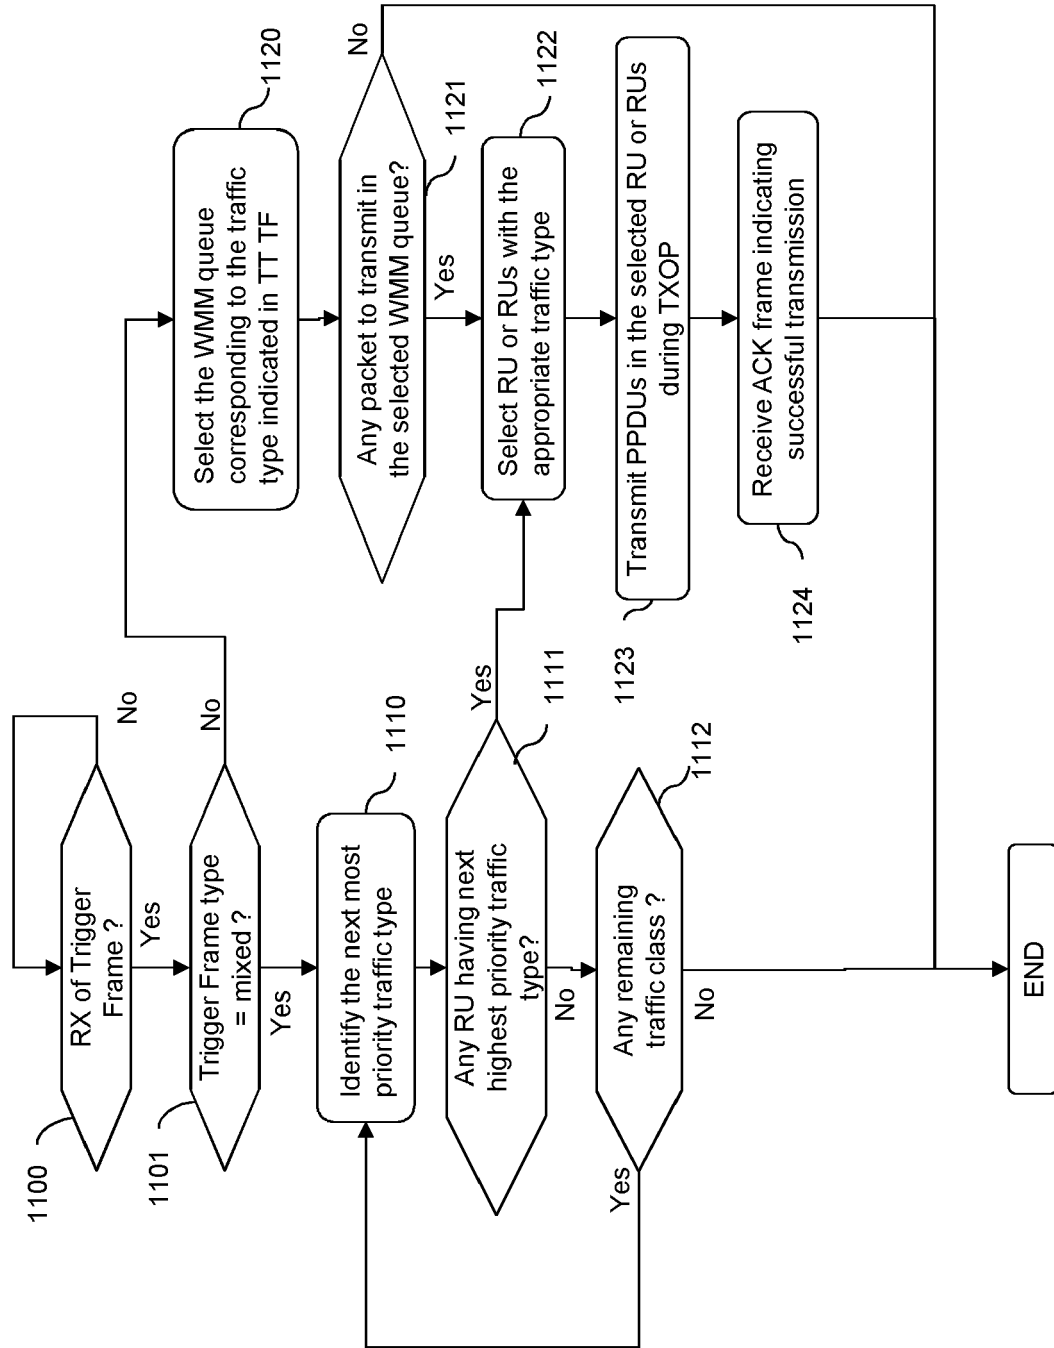 RX of Trigger
Frame ?
1100
No
Yes
Trigger Frame type
= mixed ?
1101
No
Yes
Identify the next most
priority traffic type
1110
Any RU having next
highest priority traffic
type?
1111
Yes
No
Any remaining
traffic class ?
1112
Yes
No
Select the WMM queue
corresponding to the traffic
type indicated in TT TF
1120
Any packet to transmit in
the selected WMM queue?
1121
No
Yes
Select RU or RUs with the
appropriate traffic type
1122
Transmit PPDUs in the selected RU or RUs
during TXOP
1123
Receive ACK frame indicating
successful transmission
1124
END